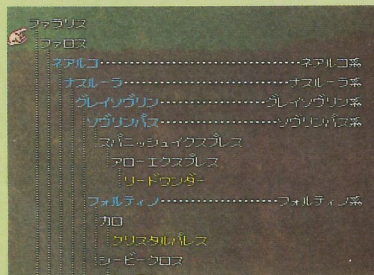 ファラリス
ファロス
ネアルコ・・・・・・・・・・・・・・・・・・・・ネアルコ系
ナスルーラ・・・・・・・・・・・・・・・・・・ナスルーラ系
グレイソヴリン・・・・・・・・・・グレイソヴリン系
ソヴリンパス・・・・・・・・・・・・ソヴリンパス系
スパニッシュイクスプレス
アローエクスプレス
リードワンダー
フォルティノ・・・・・・・・・・・・フォルティノ系
カロ
クリスタルパレス
シービークロス